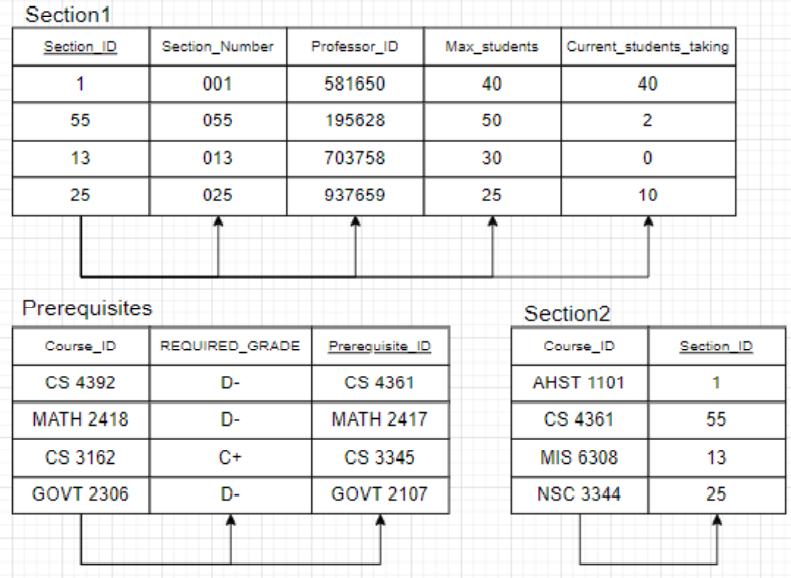 Section1
Section_ID Section_Number Professor_ID Max_students Current_students_taking
1 001 581650 40 40
55 055 195628 50 2
13 013 703758 30 0
25 025 937659 25 10
Prerequisites
Course_ID REQUIRED_GRADE Prerequisite_ID
CS 4392 D- CS 4361
MATH 2418 D- MATH 2417
CS 3162 C+ CS 3345
GOVT 2306 D- GOVT 2107
Section2
Course_ID Section_ID
AHST 1101 1
CS 4361 55
MIS 6308 13
NSC 3344 25